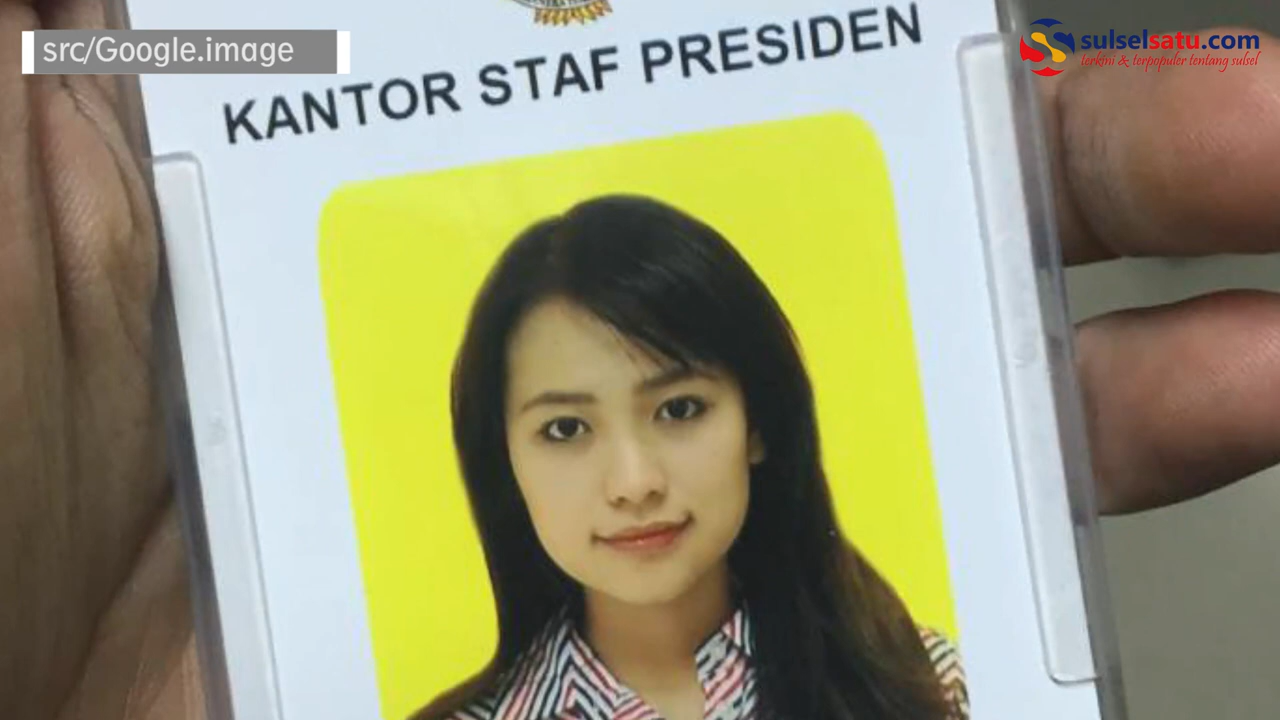 src/Google.image
sulselsatu.com
terkini & terpopuler tentang sulsel
KANTOR STAF PRESIDEN